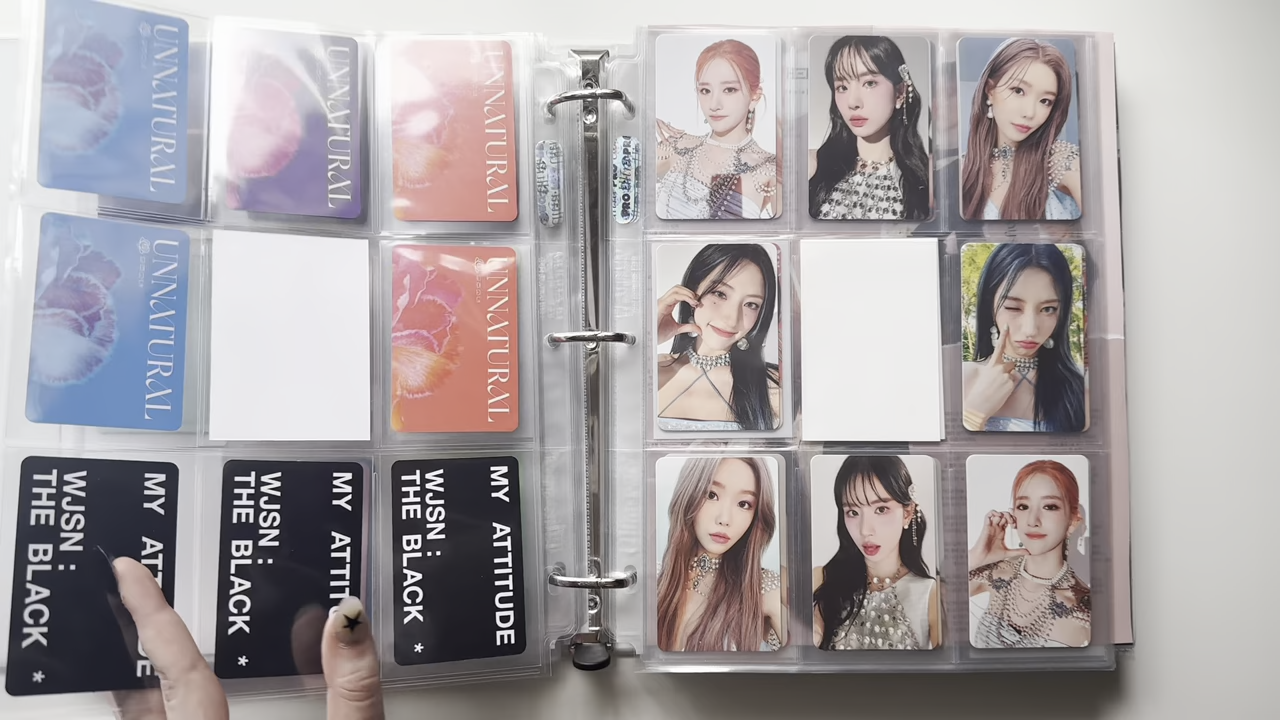 UNNATURAL
UNNATURAL
UNNATURAL
UNNATURAL
UNNATURAL
MY ATTITUDE
WJSN :
THE BLACK *
MY ATTIT
WJSN :
THE BLACK *
MY ATTITUDE
WJSN :
THE BLACK *